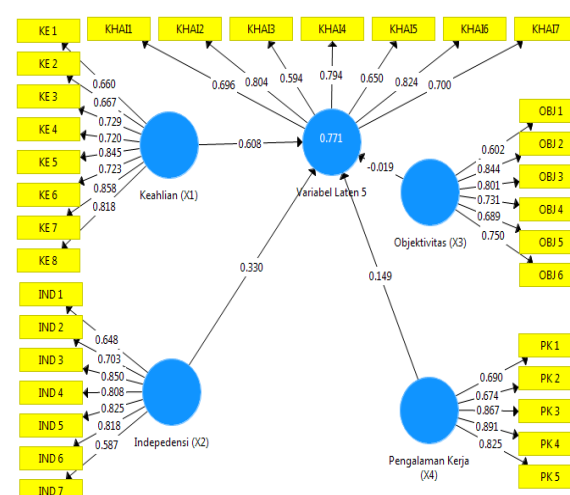 KE 1
KE 2
KE 3
KE 4
KE 5
KE 6
KE 7
KE 8
KHAI1
KHAI2
KHAI3
KHAI4
KHAI5
KHAI6
KHAI7
0.660
0.667
0.729
0.720
0.845
0.723
0.858
0.818
Keahlian (X1)
0.696
0.804
0.594
0.794
0.650
0.824
0.700
0.771
Variabel Laten 5
0.608
-0.019
0.330
0.149
OBJ 1
OBJ 2
OBJ 3
OBJ 4
OBJ 5
OBJ 6
0.602
0.844
0.801
0.731
0.689
0.750
Objektivitas (X3)
IND 1
IND 2
IND 3
IND 4
IND 5
IND 6
IND 7
0.648
0.703
0.850
0.808
0.825
0.818
0.587
Indepedensi (X2)
PK 1
PK 2
PK 3
PK 4
PK 5
0.690
0.674
0.867
0.891
0.825
Pengalaman Kerja
(X4)